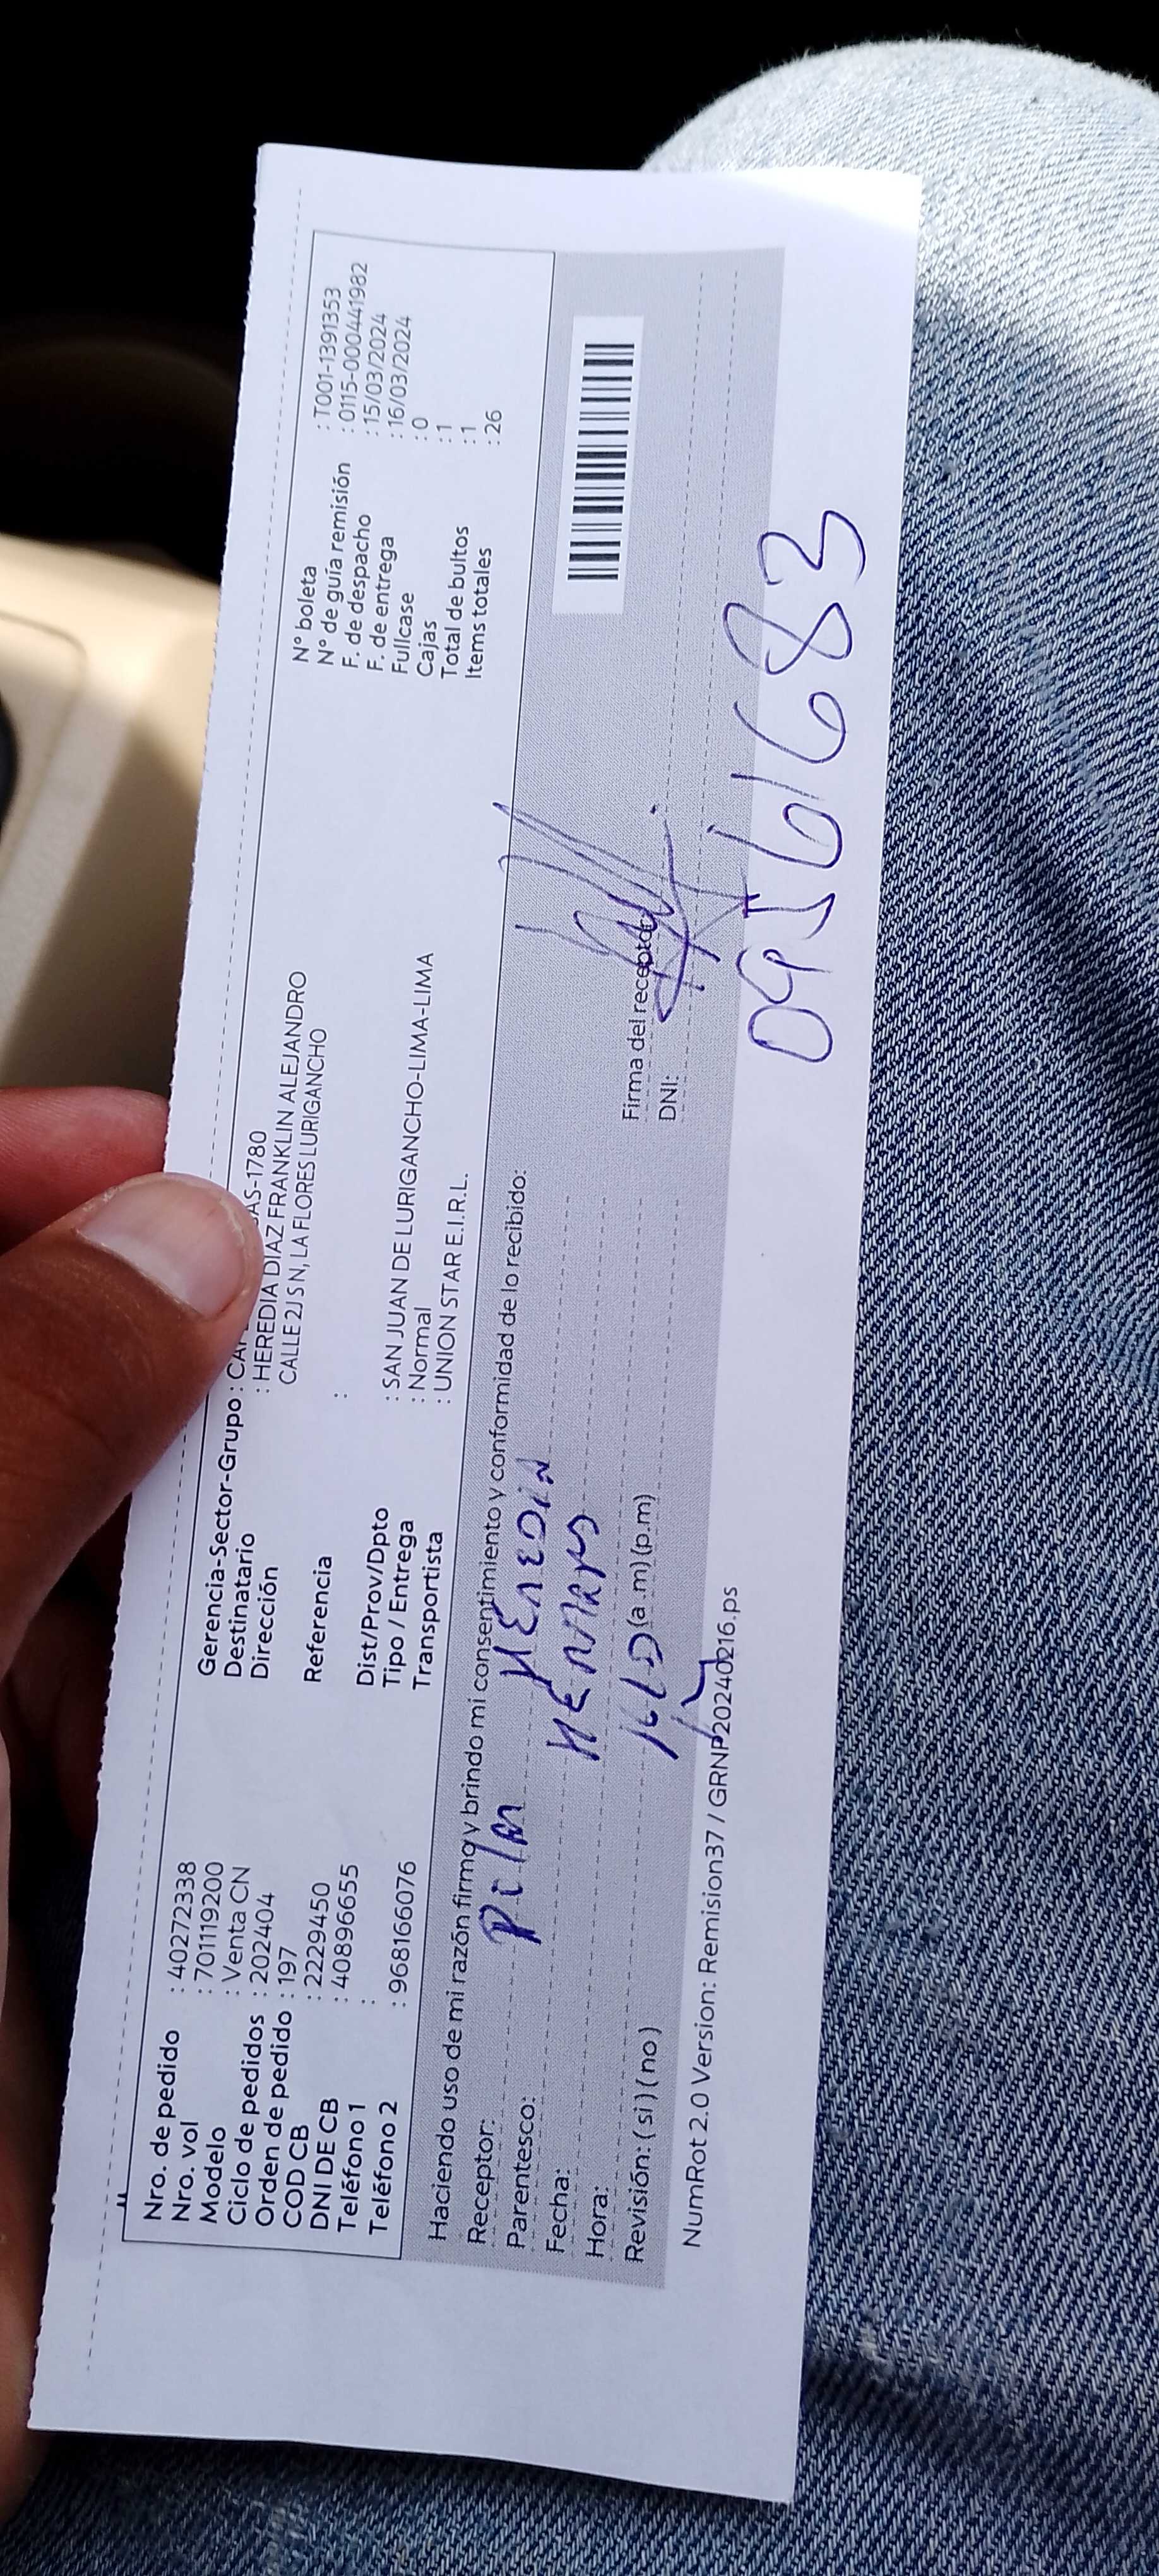 Nro. de pedido : 40272338
Nro. vol : 701119200
Modelo : Venta CN
Ciclo de pedidos : 202404
Orden de pedido : 197
COD CB : 2229450
DNI DE CB : 40896655
Teléfono 1 :
Teléfono 2 : 968166076
Gerencia-Sector-Grupo : AS-1780
Destinatario : HEREDIA DIAZ FRANKLIN ALEJANDRO
Dirección CALLE 2J S N, LA FLORES LURIGANCHO
Referencia :
Dist/Prov/Dpto : SAN JUAN DE LURIGANCHO-LIMA-LIMA
Tipo / Entrega : Normal
Transportista : UNION STAR E.I.R.L.
N° boleta : T001-1391353
N° de guía remisión : 0115-0004441982
F. de despacho : 15/03/2024
F. de entrega : 16/03/2024
Fullcase : 0
Cajas : 1
Total de bultos : 1
Items totales : 26
Haciendo uso de mi razón firmo y brindo mi consentimiento y conformidad de lo recibido:
Receptor: HEREDIA
Parentesco:
Fecha:
Hora: (a.m) (p.m)
Revisión: ( si ) ( no )
Firma del receptor
DNI:
09561683
NumRot 2.0 Version: Remision37 / GRNP20240216.ps